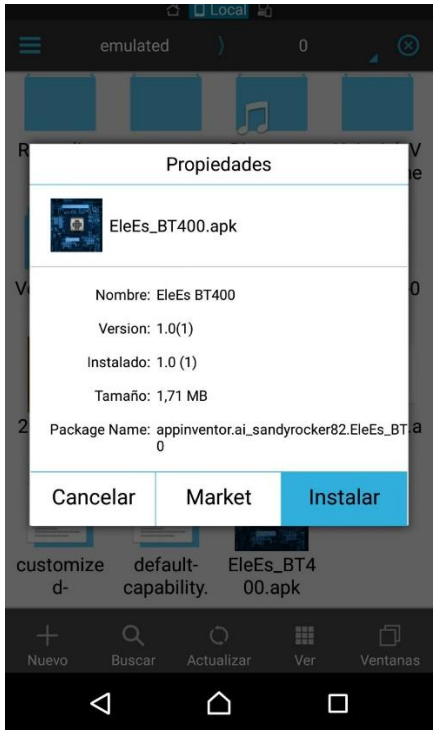 Local
emulated
0
Propiedades
EleEs_BT400.apk
Nombre: EleEs BT400
Version: 1.0(1)
Instalado: 1.0 (1)
Tamaño: 1,71 MB
Package Name: appinventor.ai_sandyrocker82.EleEs_BT
0
Cancelar
Market
Instalar
customize
d-
default-
capability.
EleEs_BT4
00.apk
Nuevo
Buscar
Actualizar
Ver
Ventanas